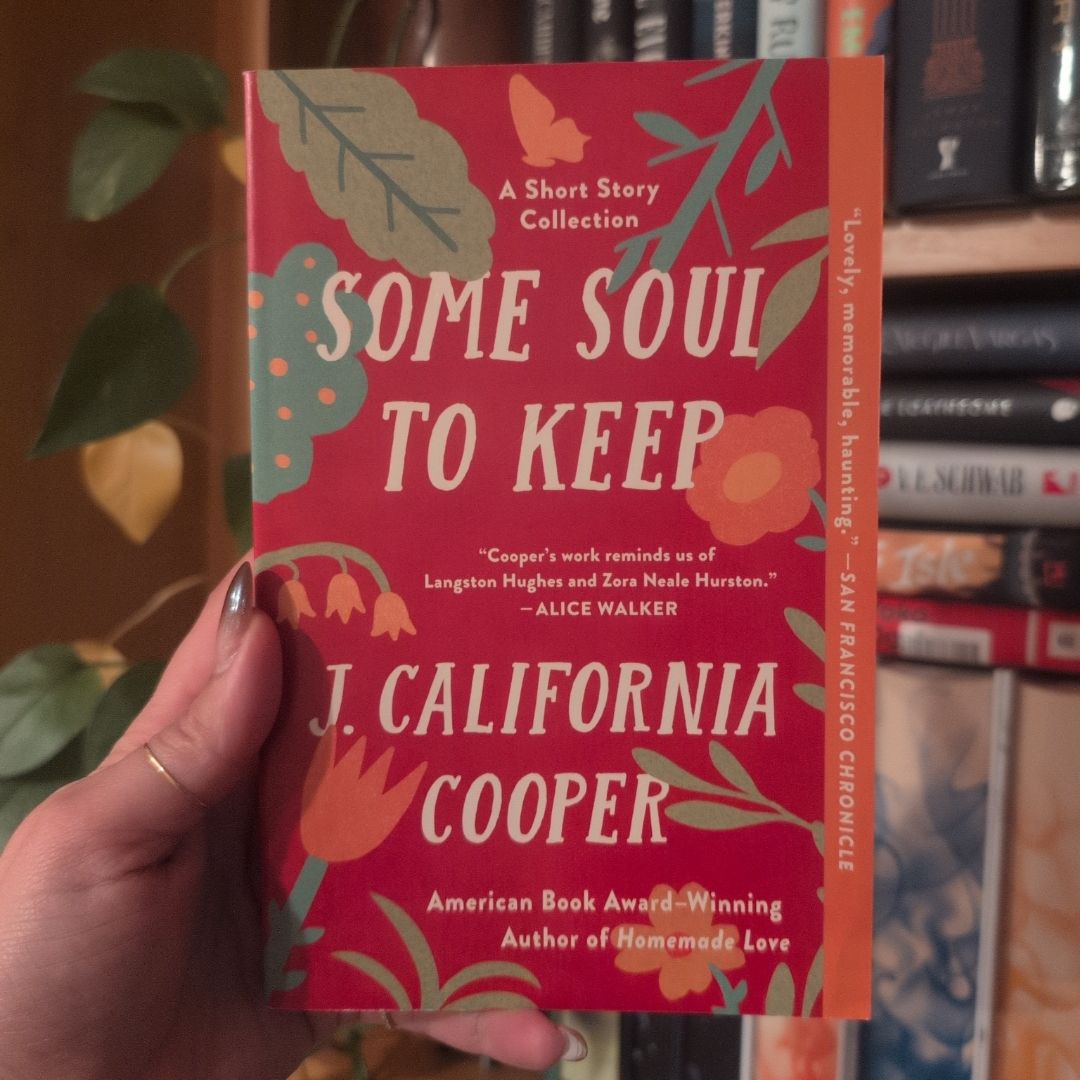 A Short Story
Collection
SOME SOUL
TO KEEP
“Cooper’s work reminds us of
Langston Hughes and Zora Neale Hurston.”
—ALICE WALKER
J. CALIFORNIA
COOPER
American Book Award–Winning
Author of Homemade Love
“Lovely, memorable, haunting.” —SAN FRANCISCO CHRONICLE
V. E. SCHWAB
Isle